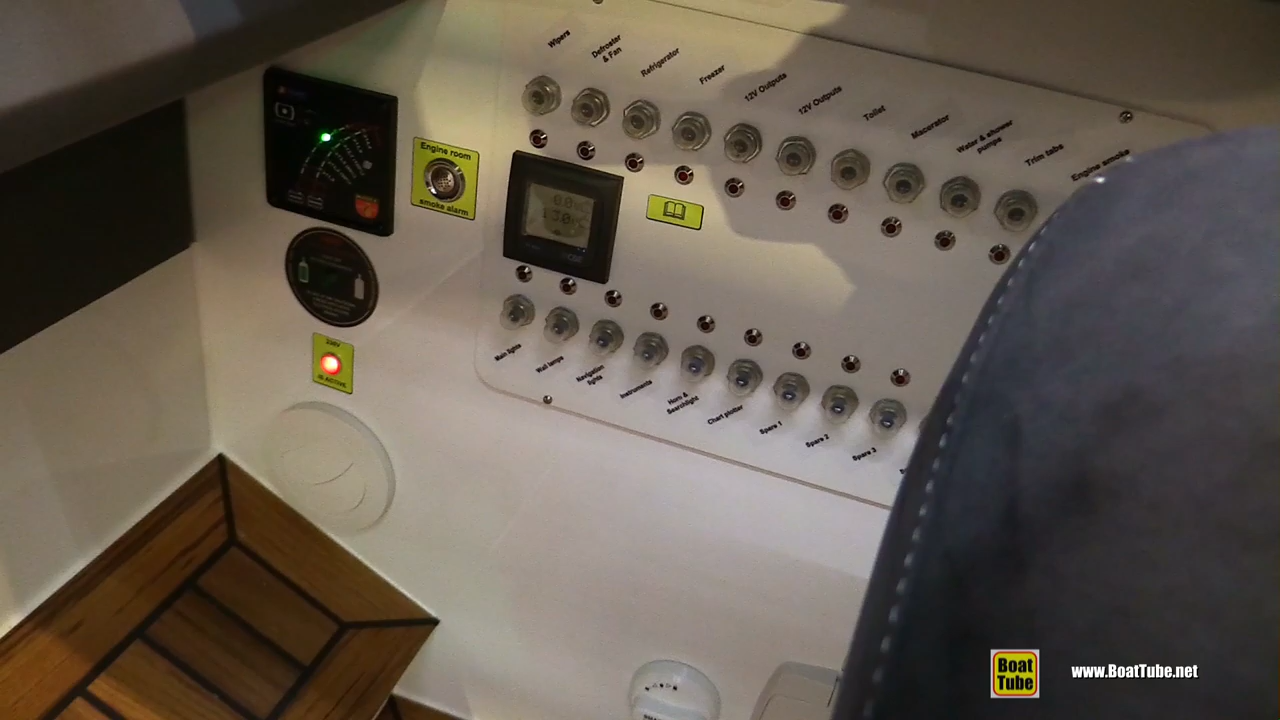 Wipers
Defroster
& Fan
Refrigerator
Freezer
12V Outputs
12V Outputs
Toilet
Macerator
Water & shower
pumps
Trim tabs
Engine smoke
Engine room
smoke alarm
230V
IS ACTIVE
Main lights
Wall lamps
Navigation
lights
Instruments
Horn &
Searchlight
Chart plotter
Spare 1
Spare 2
Spare 3
Boat
Tube
www.BoatTube.net